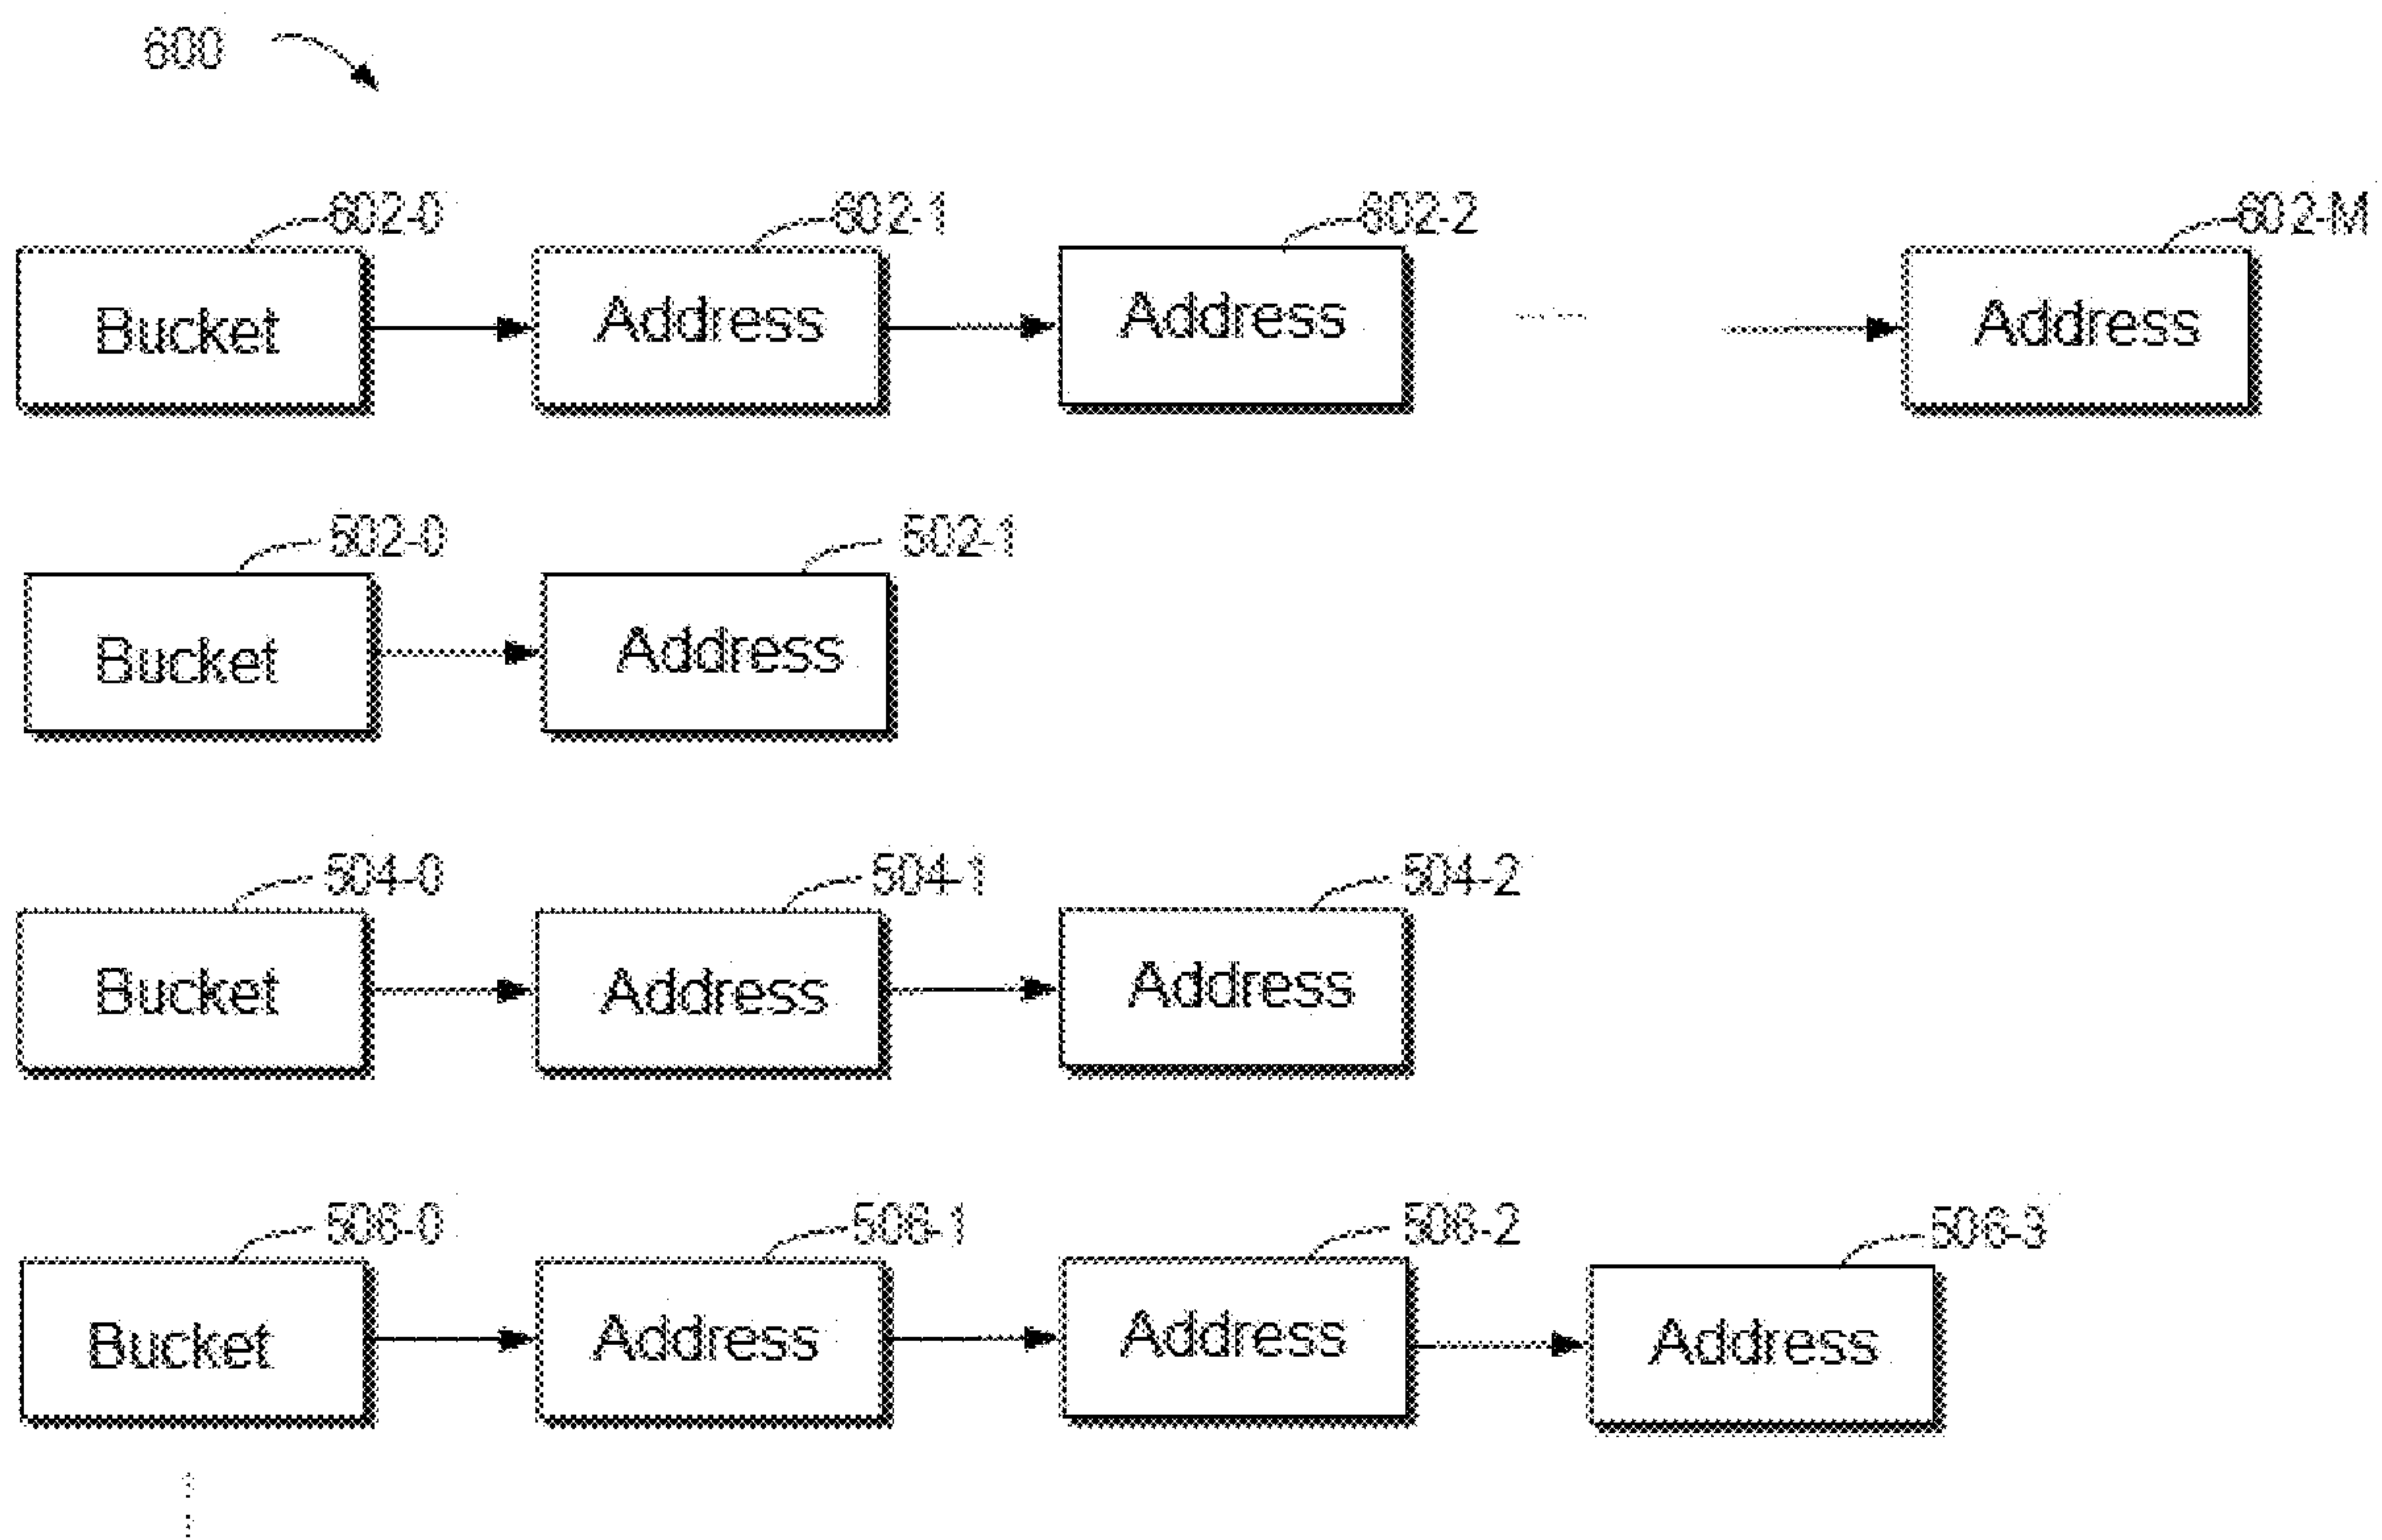 600
602-0 602-1 602-2 602-M
Bucket Address Address Address
502-0 502-1
Bucket Address
504-0 504-1 504-2
Bucket Address Address
506-0 506-1 506-2 506-3
Bucket Address Address Address